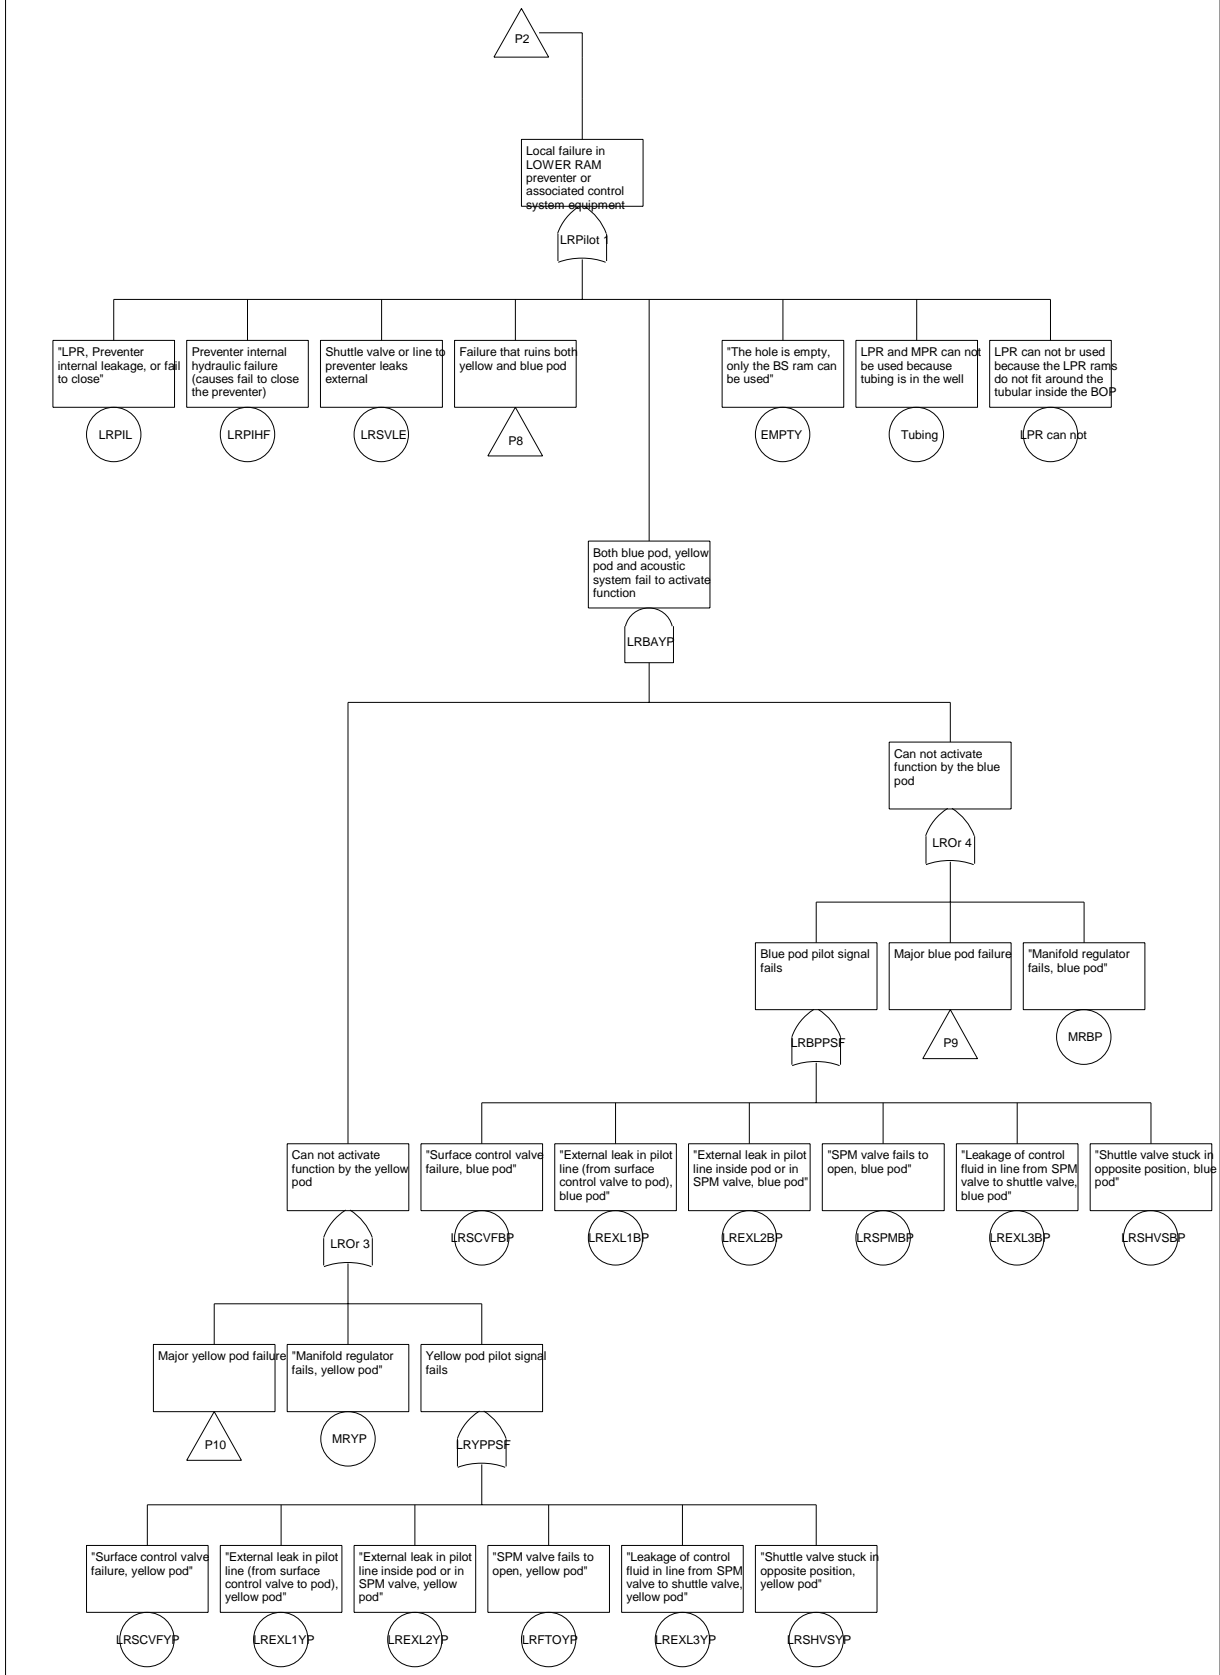 P2
Local failure in
LOWER RAM
preventer or
associated control
system equipment
LRPilot 1
"LPR, Preventer
internal leakage, or fail
to close"
LRPIL
Preventer internal
hydraulic failure
(causes fail to close
the preventer)
LRPIHF
Shuttle valve or line to
preventer leaks
external
LRSVLE
Failure that ruins both
yellow and blue pod
P8
"The hole is empty,
only the BS ram can
be used"
EMPTY
LPR and MPR can not
be used because
tubing is in the well
Tubing
LPR can not br used
because the LPR rams
do not fit around the
tubular inside the BOP
LPR can not
Both blue pod, yellow
pod and acoustic
system fail to activate
function
LRBAYP
Can not activate
function by the blue
pod
LROr 4
Blue pod pilot signal
fails
LRBPPSF
Major blue pod failure
P9
"Manifold regulator
fails, blue pod"
MRBP
Can not activate
function by the yellow
pod
LROr 3
"Surface control valve
failure, blue pod"
LRSCVFBP
"External leak in pilot
line (from surface
control valve to pod),
blue pod"
LREXL1BP
"External leak in pilot
line inside pod or in
SPM valve, blue pod"
LREXL2BP
"SPM valve fails to
open, blue pod"
LRSPMBP
"Leakage of control
fluid in line from SPM
valve to shuttle valve,
blue pod"
LREXL3BP
"Shuttle valve stuck in
opposite position, blue
pod"
LRSHVSBP
Major yellow pod failure
P10
"Manifold regulator
fails, yellow pod"
MRYP
Yellow pod pilot signal
fails
LRYPPSF
"Surface control valve
failure, yellow pod"
LRSCVFYP
"External leak in pilot
line (from surface
control valve to pod),
yellow pod"
LREXL1YP
"External leak in pilot
line inside pod or in
SPM valve, yellow
pod"
LREXL2YP
"SPM valve fails to
open, yellow pod"
LRFTOYP
"Leakage of control
fluid in line from SPM
valve to shuttle valve,
yellow pod"
LREXL3YP
"Shuttle valve stuck in
opposite position,
yellow pod"
LRSHVSYP